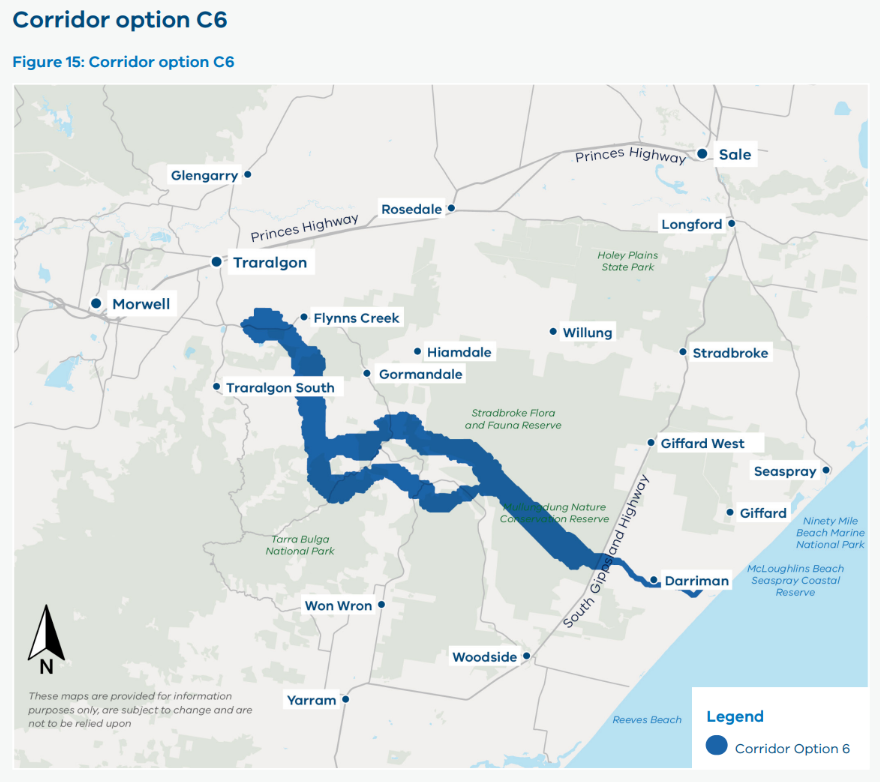 Corridor option C6
Figure 15: Corridor option C6
Sale
Princes Highway
Glengarry
Rosedale
Princes Highway
Longford
Traralgon
Holey Plains
State Park
Morwell
Flynns Creek
Willung
Hiamdale
Stradbroke
Gormandale
Traralgon South
Stradbroke Flora
and Fauna Reserve
Giffard West
Seaspray
Mullungdung Nature
Conservation Reserve
Giffard
Ninety Mile
Beach Marine
National Park
South Gippsland Highway
Tarra Bulga
National Park
McLoughlins Beach
Seaspray Coastal
Reserve
Darriman
Won Wron
Woodside
N
These maps are provided for information
purposes only, are subject to change and are
not to be relied upon
Yarram
Reeves Beach
Legend
Corridor Option 6